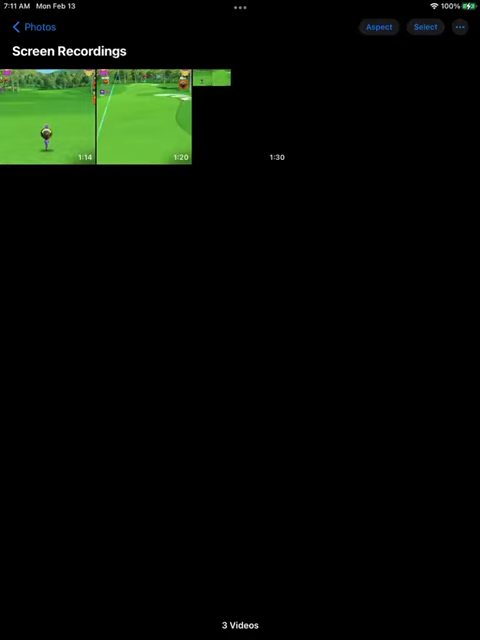 7:11 AM Mon Feb 13
100%
Photos
Aspect
Select
Screen Recordings
1:14
1:20
1:30
3 Videos